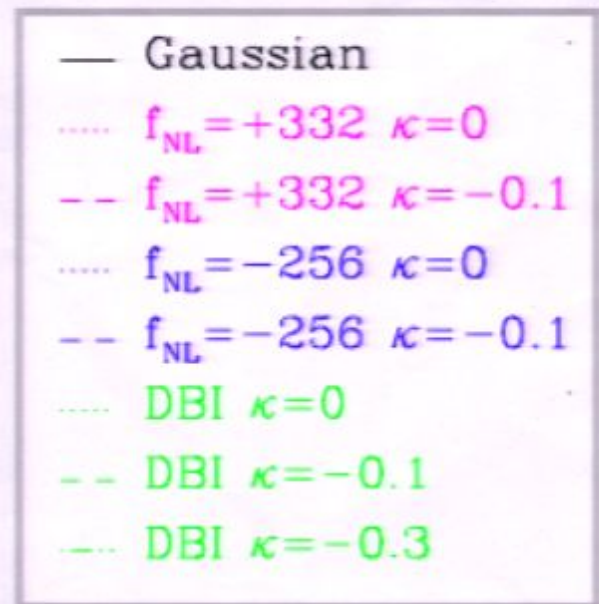 Gaussian
f_NL=+332 κ=0
f_NL=+332 κ=-0.1
f_NL=-256 κ=0
f_NL=-256 κ=-0.1
DBI κ=0
DBI κ=-0.1
DBI κ=-0.3